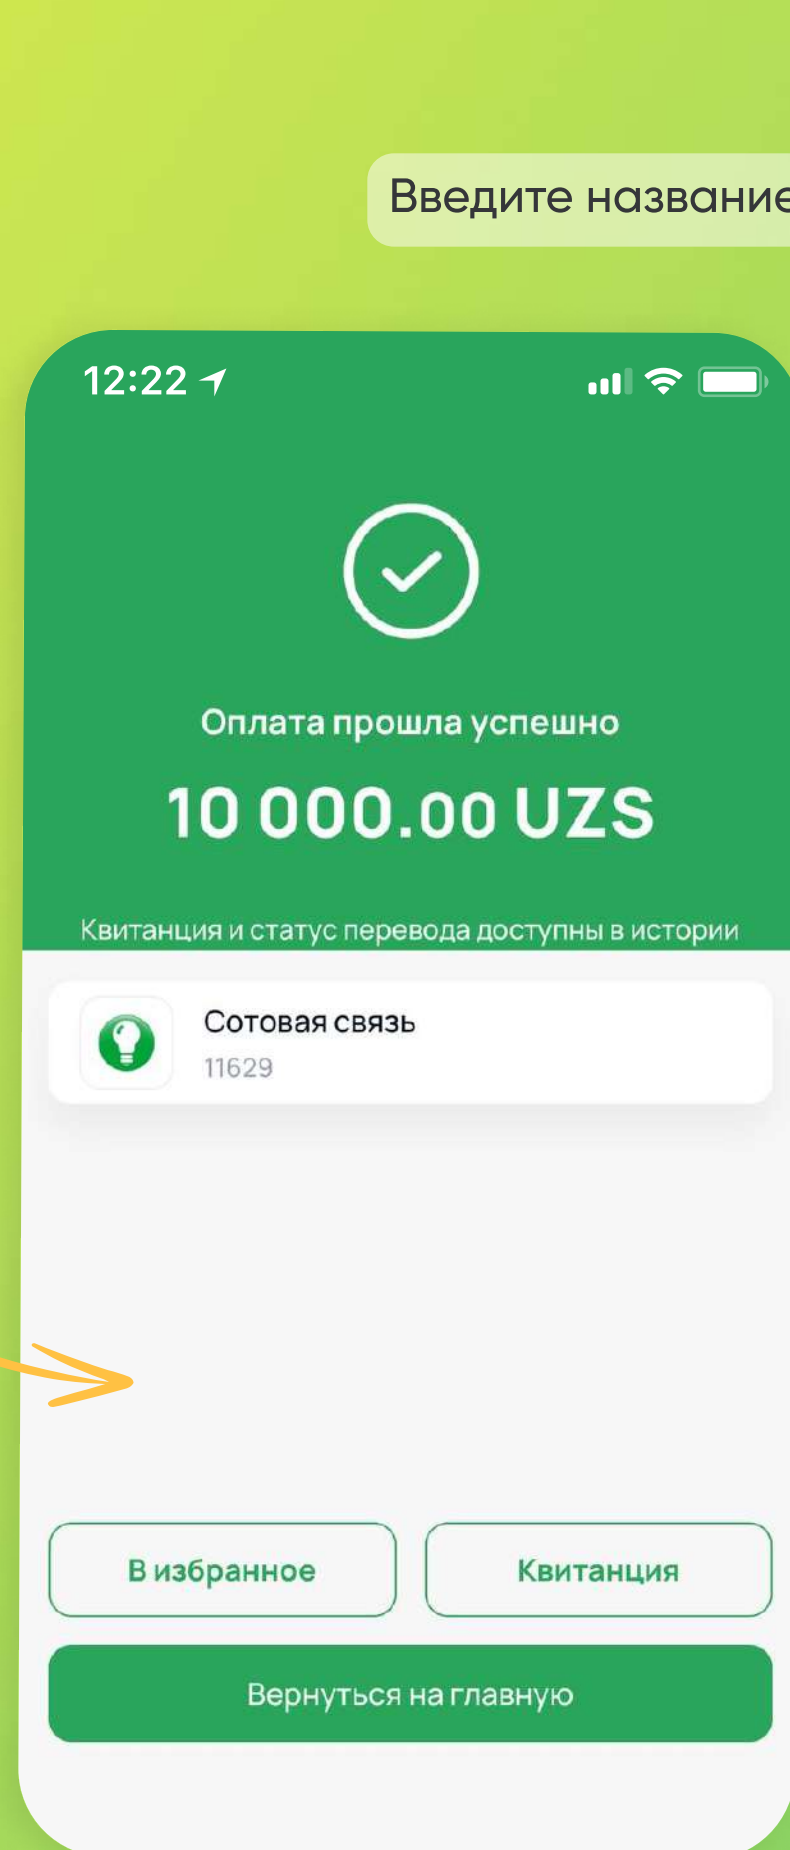 Введите название
12:22
Оплата прошла успешно
10 000.00 UZS
Квитанция и статус перевода доступны в истории
Сотовая связь
11629
В избранное
Квитанция
Вернуться на главную